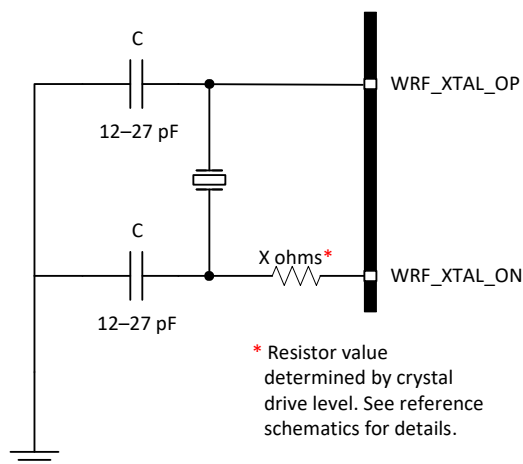 C
WRF_XTAL_OP
12–27 pF
C
X ohms*
WRF_XTAL_ON
12–27 pF
* Resistor value
determined by crystal
drive level. See reference
schematics for details.